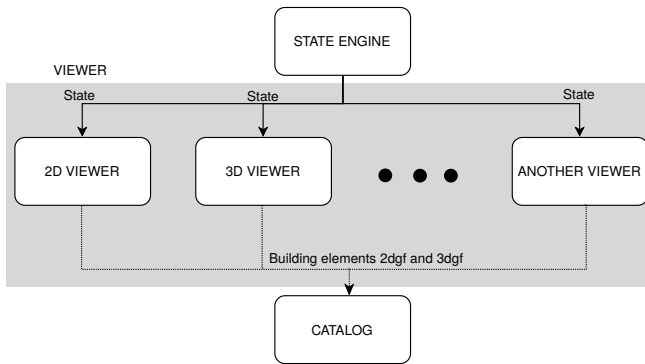 STATE ENGINE
VIEWER
State
State
State
2D VIEWER
3D VIEWER
ANOTHER VIEWER
Building elements 2dgf and 3dgf
CATALOG